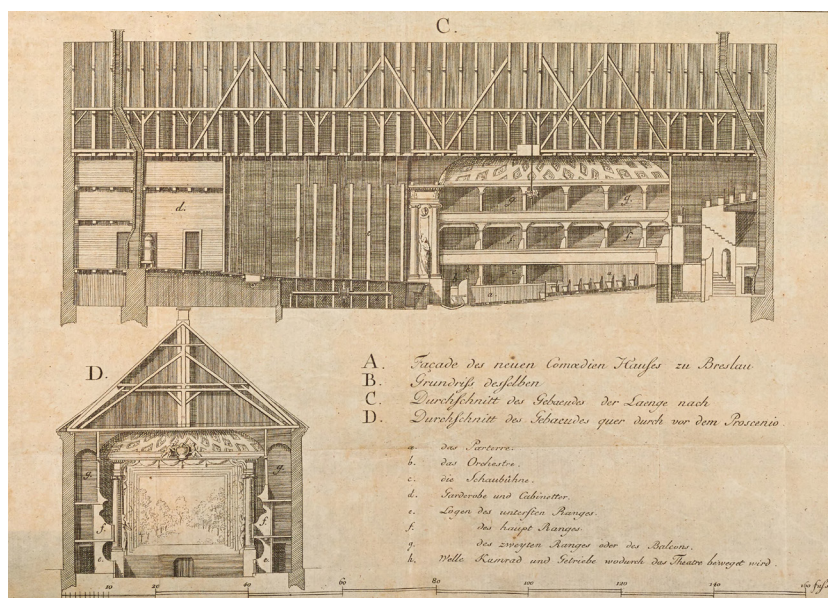 C.
D.
A. Façade des neuen Comœdien Hauſes zu Breslau
B. Grundriſs desſelben
C. Durchſchnitt des Gebaeudes der Laenge nach
D. Durchſchnitt des Gebaeudes quer durch vor dem Proscenio.
a. das Parterre.
b. das Orchestre.
c. die Schaubühne.
d. Garderobe und Cabinetter.
e. Logen des unterſten Ranges.
f. des haupt Ranges.
g. des zweyten Ranges oder des Balcons.
h. Welle Kamrad und Getriebe wodurch das Theatre beweget wird.
d.
c
c
g.
g.
f
f
e
a
a
b
h
g
g.
f.
f.
e
e
10 20 40 60 80 100 120 140 160 fuſs